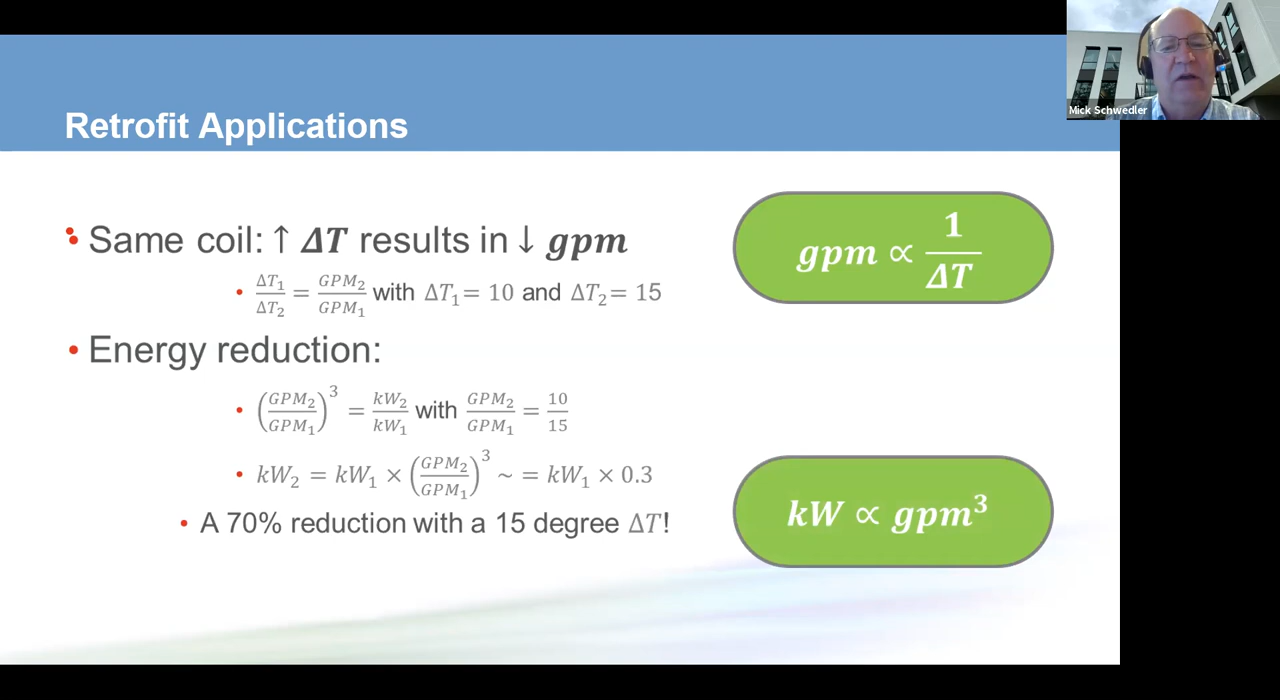 Mick Schwedler
Retrofit Applications
• Same coil: ↑ ΔT results in ↓ gpm
• ΔT₁/ΔT₂ = GPM₂/GPM₁ with ΔT₁= 10 and ΔT₂= 15
• Energy reduction:
• (GPM₂/GPM₁)³ = kW₂/kW₁ with GPM₂/GPM₁ = 10/15
• kW₂ = kW₁ × (GPM₂/GPM₁)³ ~ = kW₁ × 0.3
• A 70% reduction with a 15 degree ΔT!
gpm ∝ 1/ΔT
kW ∝ gpm³